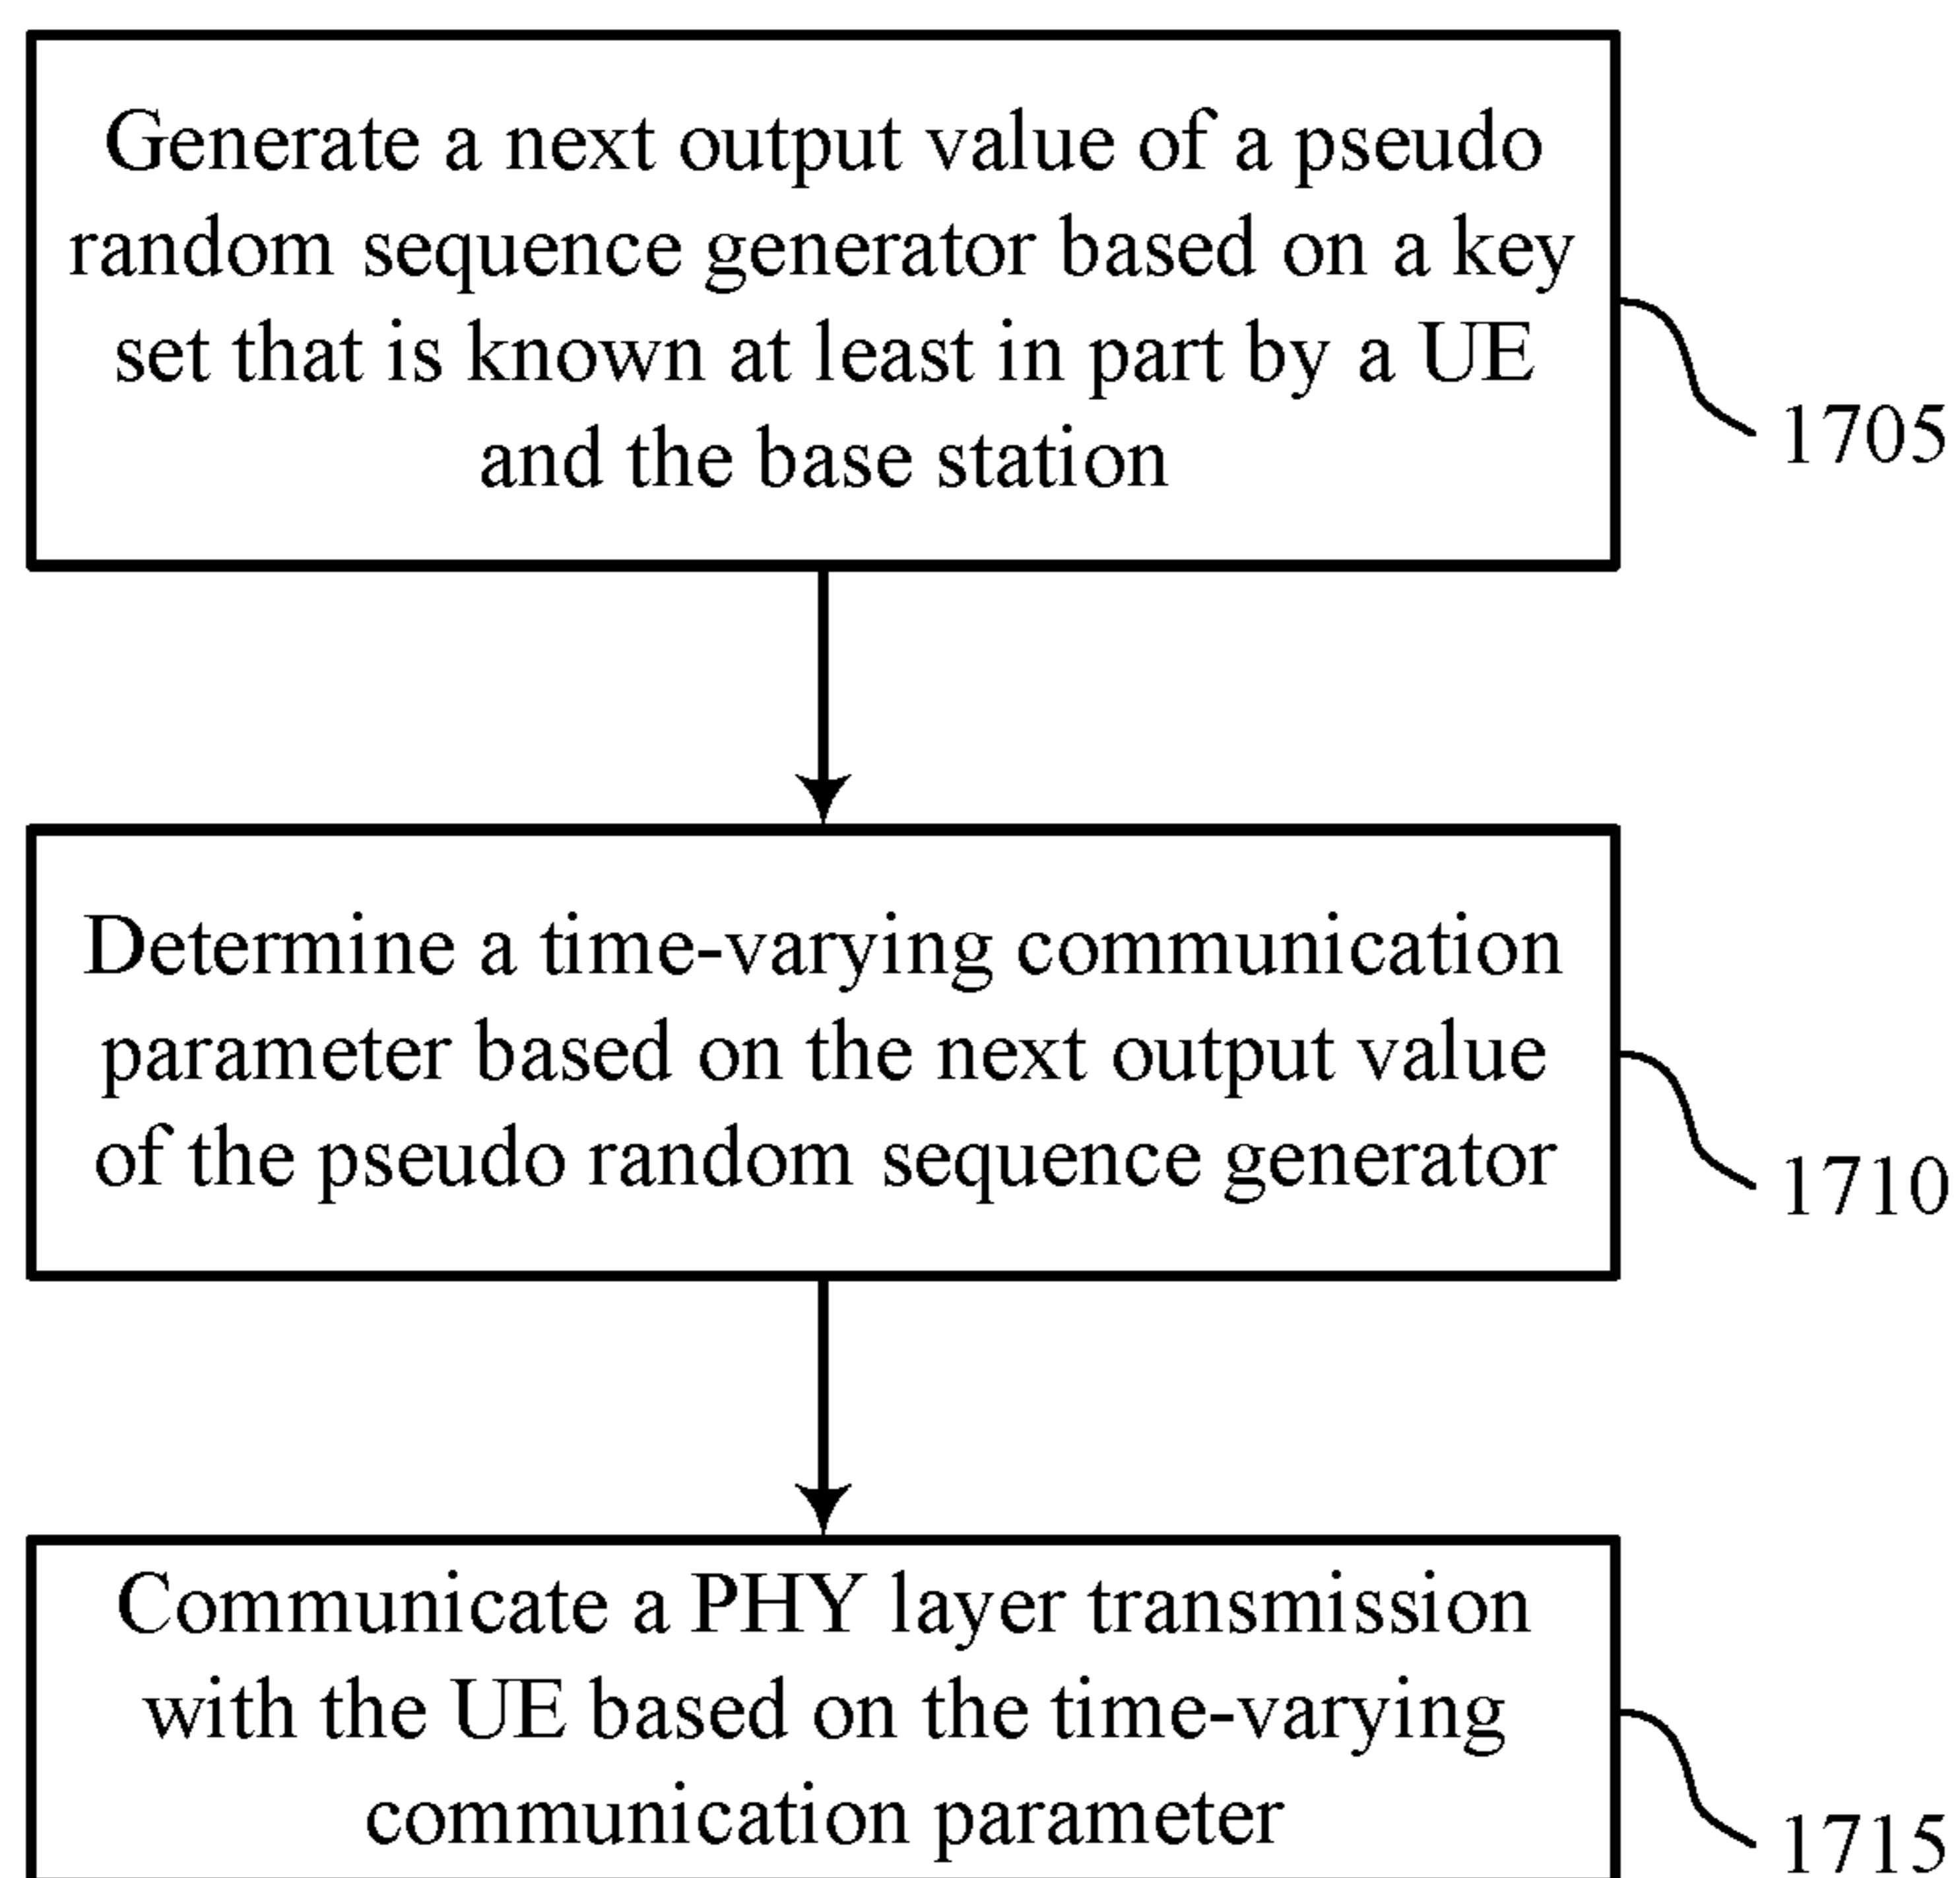 Generate a next output value of a pseudo
random sequence generator based on a key
set that is known at least in part by a UE
and the base station
1705
Determine a time-varying communication
parameter based on the next output value
of the pseudo random sequence generator
1710
Communicate a PHY layer transmission
with the UE based on the time-varying
communication parameter
1715